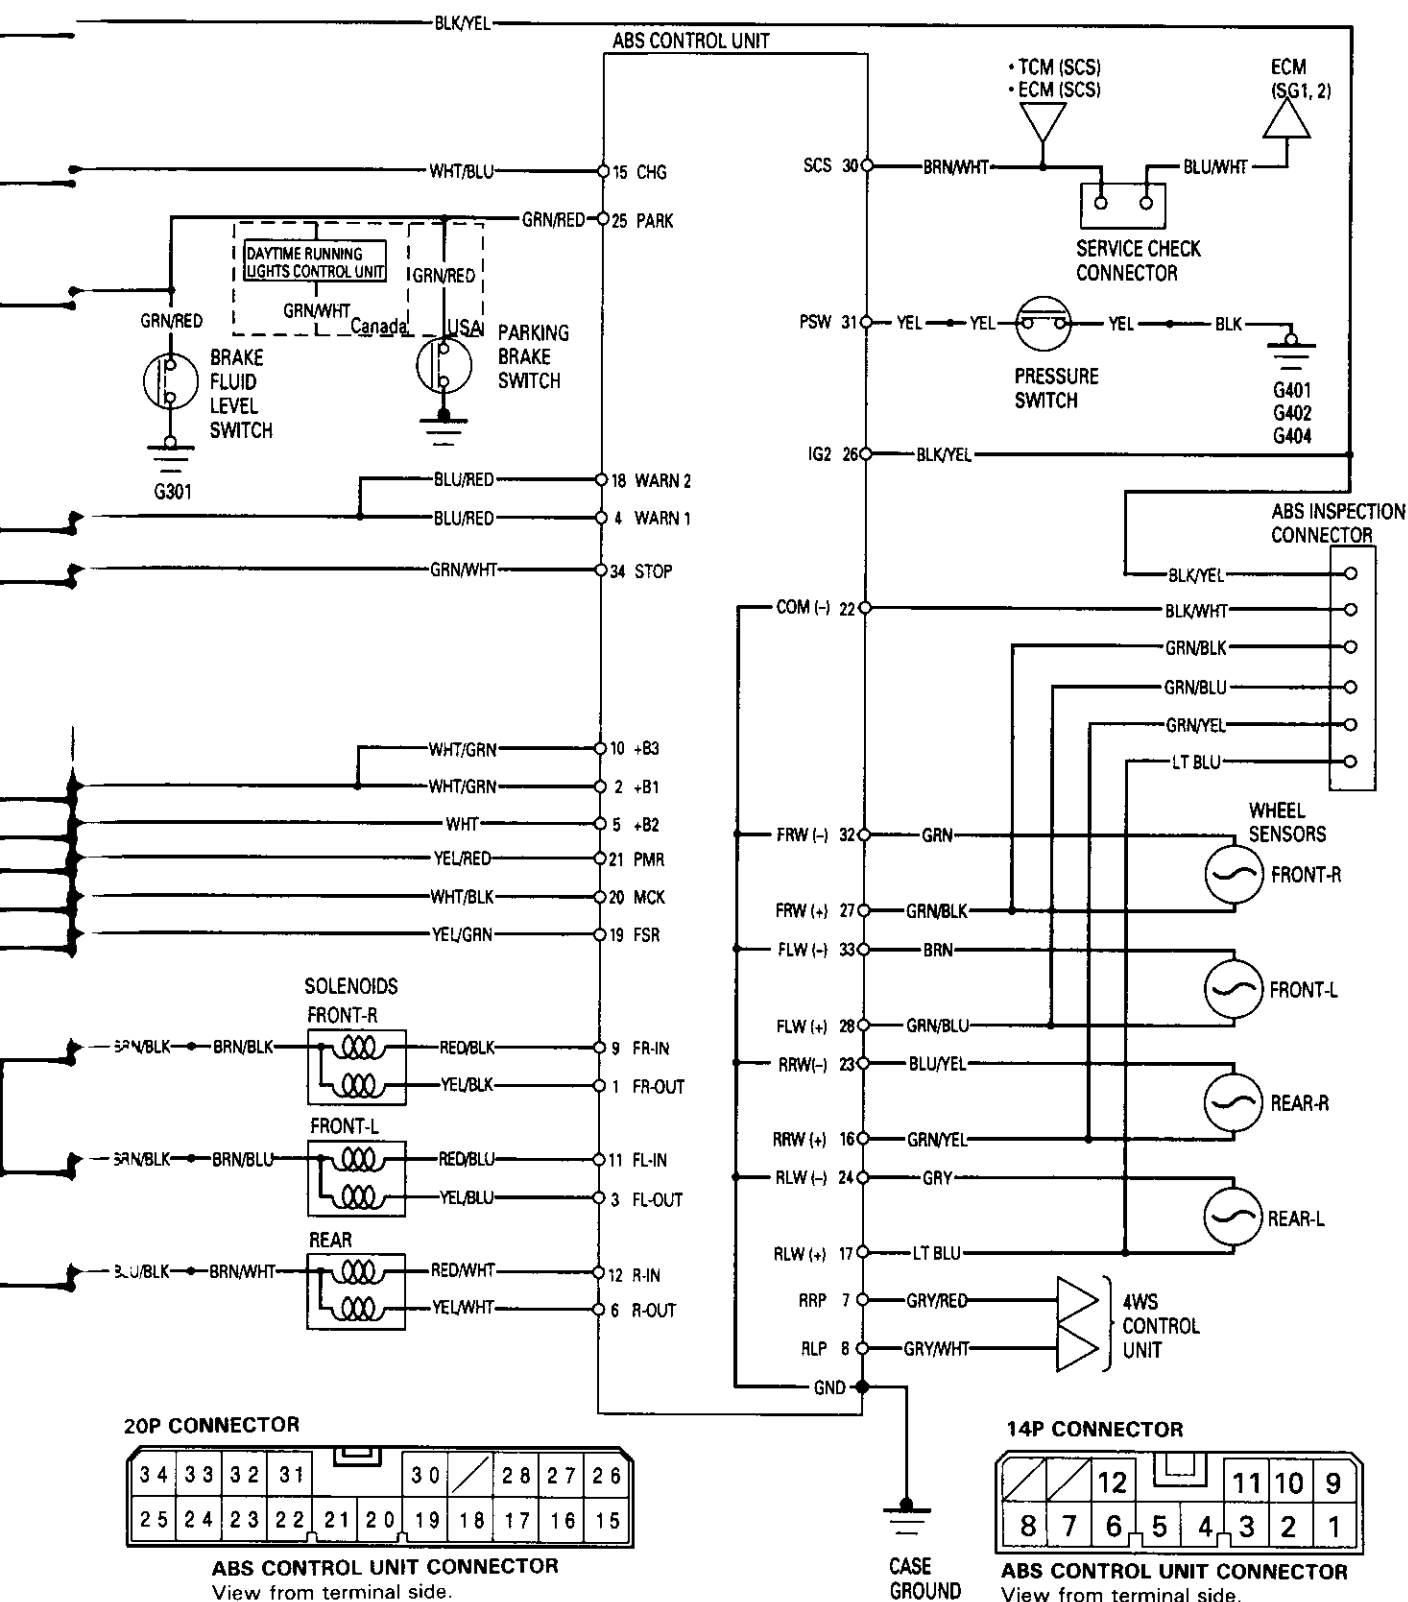 BLK/YEL
ABS CONTROL UNIT
• TCM (SCS)
• ECM (SCS)
ECM
(SG1, 2)
WHT/BLU
15 CHG
SCS 30
BRN/WHT
BLU/WHT
GRN/RED
25 PARK
SERVICE CHECK
CONNECTOR
DAYTIME RUNNING
LIGHTS CONTROL UNIT
GRN/RED
GRN/WHT
Canada
USA
GRN/RED
PARKING
BRAKE
SWITCH
BRAKE
FLUID
LEVEL
SWITCH
G301
PSW 31
YEL
YEL
YEL
BLK
PRESSURE
SWITCH
G401
G402
G404
IG2 26
BLK/YEL
BLU/RED
18 WARN 2
BLU/RED
4 WARN 1
GRN/WHT
34 STOP
ABS INSPECTION
CONNECTOR
BLK/YEL
COM (-) 22
BLK/WHT
GRN/BLK
GRN/BLU
GRN/YEL
LT BLU
WHT/GRN
10 +B3
WHT/GRN
2 +B1
WHT
5 +B2
YEL/RED
21 PMR
WHT/BLK
20 MCK
YEL/GRN
19 FSR
WHEEL
SENSORS
FRW (-) 32
GRN
FRONT-R
FRW (+) 27
GRN/BLK
FLW (-) 33
BRN
FRONT-L
FLW (+) 28
GRN/BLU
RRW(-) 23
BLU/YEL
REAR-R
RRW (+) 16
GRN/YEL
RLW (-) 24
GRY
REAR-L
RLW (+) 17
LT BLU
SOLENOIDS
FRONT-R
BRN/BLK
BRN/BLK
RED/BLK
9 FR-IN
YEL/BLK
1 FR-OUT
FRONT-L
BRN/BLK
BRN/BLU
RED/BLU
11 FL-IN
YEL/BLU
3 FL-OUT
REAR
BLU/BLK
BRN/WHT
RED/WHT
12 R-IN
YEL/WHT
6 R-OUT
RRP 7
GRY/RED
RLP 8
GRY/WHT
4WS
CONTROL
UNIT
GND
CASE
GROUND
20P CONNECTOR
34 33 32 31 30 28 27 26
25 24 23 22 21 20 19 18 17 16 15
ABS CONTROL UNIT CONNECTOR
View from terminal side.
14P CONNECTOR
12 11 10 9
8 7 6 5 4 3 2 1
ABS CONTROL UNIT CONNECTOR
View from terminal side.